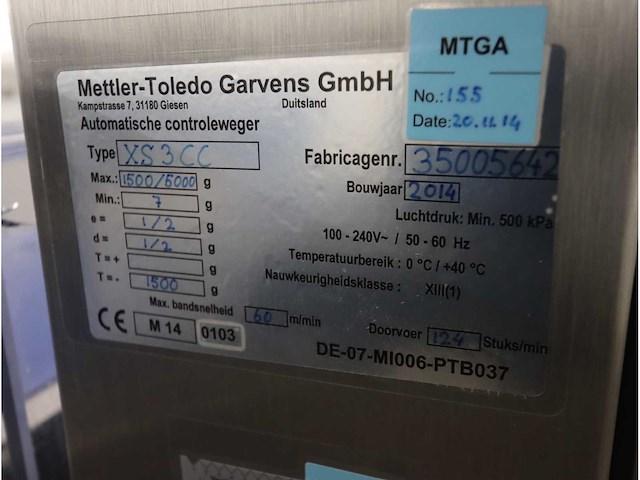 MTGA
No.: 155
Date: 20.11.14
Mettler-Toledo Garvens GmbH
Kampstrasse 7, 31180 Giesen Duitsland
Automatische controleweger
Type XS3CC
Fabricagenr. 35005642
Max.: 1500/6000 g
Bouwjaar 2014
Min.: 7 g
Luchtdruk: Min. 500 kPa
e = 1/2 g
100 - 240V~ / 50 - 60 Hz
d = 1/2 g
Temperatuurbereik : 0 °C / +40 °C
T = + g
Nauwkeurigheidsklasse : XIII(1)
T = - 1500 g
Max. bandsnelheid 60 m/min
Doorvoer 124 Stuks/min
CE M 14 0103
DE-07-MI006-PTB037